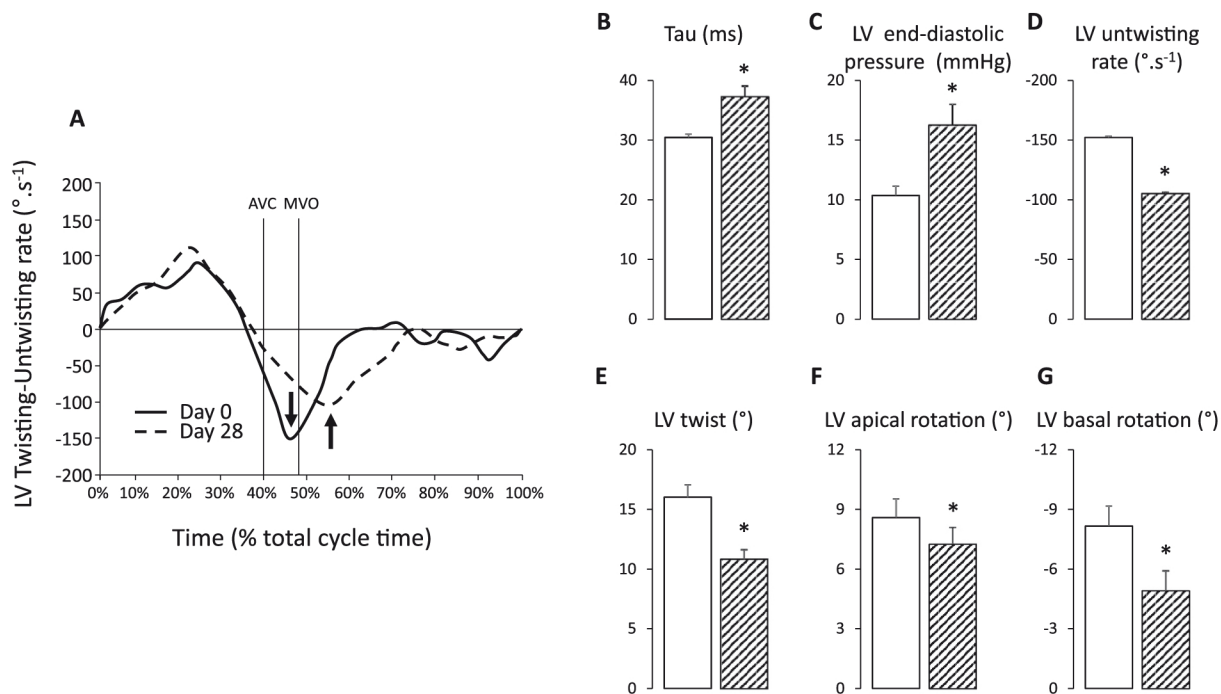 A
LV Twisting-Untwisting rate (°.s⁻¹)
200
150
100
50
0
-50
-100
-150
-200
AVC MVO
Day 0
Day 28
0% 10% 20% 30% 40% 50% 60% 70% 80% 90% 100%
Time (% total cycle time)
B
Tau (ms)
40
30
20
10
0
*
C
LV end-diastolic
pressure (mmHg)
20
15
10
5
0
*
D
LV untwisting
rate (°.s⁻¹)
-200
-150
-100
-50
0
*
E
LV twist (°)
20
15
10
5
0
*
F
LV apical rotation (°)
12
9
6
3
0
*
G
LV basal rotation (°)
-12
-9
-6
-3
0
*